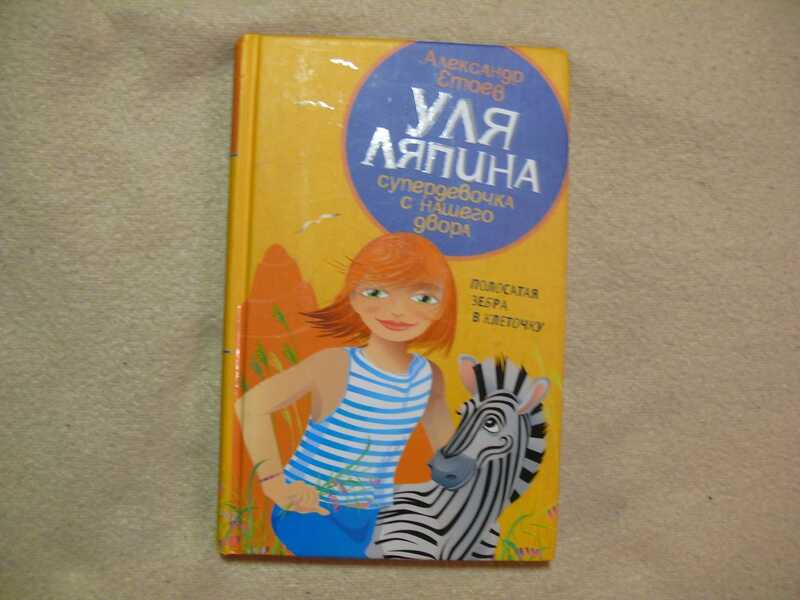 Александр
Етоев
УЛЯ
ЛЯПИНА
супердевочка
с нашего
двора
ПОЛОСАТАЯ
ЗЕБРА
В КЛЕТОЧКУ